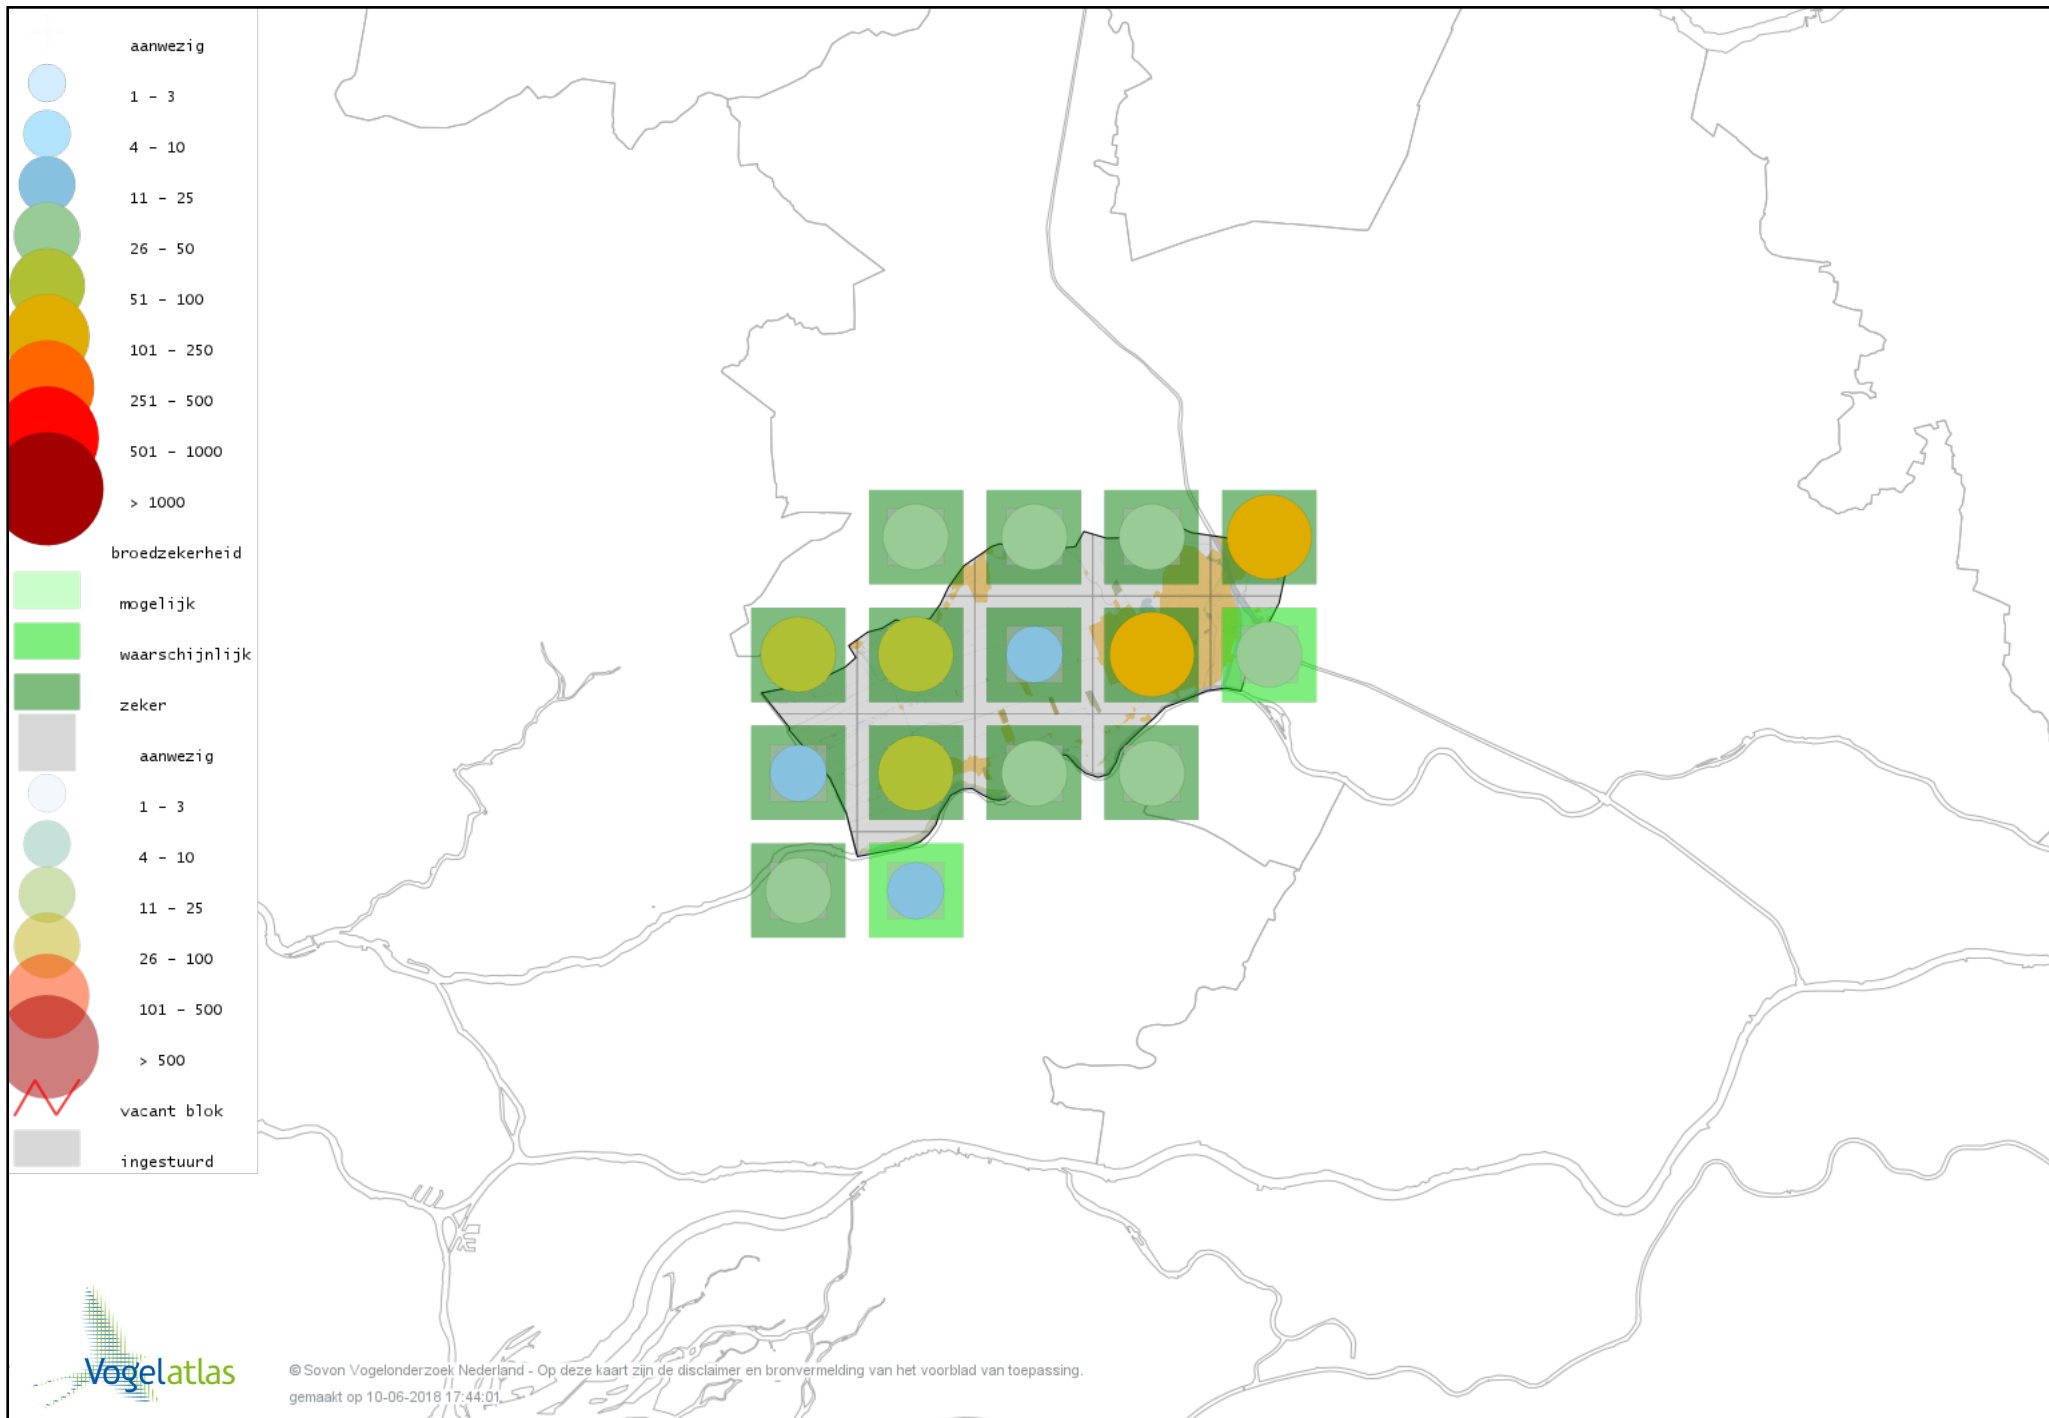 aanwezig
1 - 3
4 - 10
11 - 25
26 - 50
51 - 100
101 - 250
251 - 500
501 - 1000
> 1000
broedzekerheid
mogelijk
waarschijnlijk
zeker
aanwezig
1 - 3
4 - 10
11 - 25
26 - 100
101 - 500
> 500
vacant blok
ingestuurd
Vogelatlas
© Sovon Vogelonderzoek Nederland - Op deze kaart zijn de disclaimer en bronvermelding van het voorblad van toepassing.
gemaakt op 10-06-2018 17:44:01